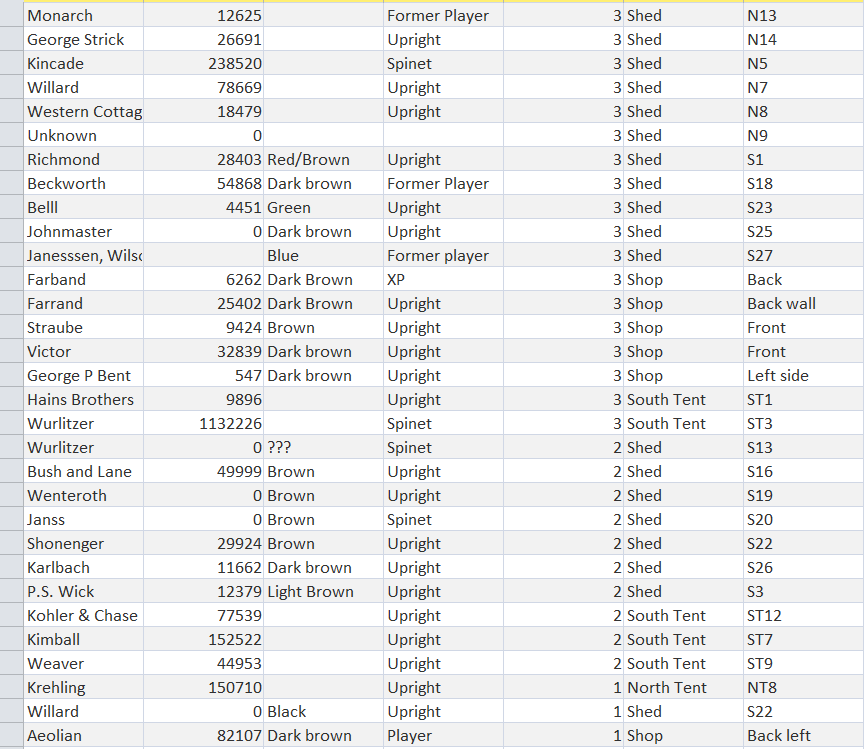 Monarch 12625 Former Player 3 Shed N13
George Strick 26691 Upright 3 Shed N14
Kincade 238520 Spinet 3 Shed N5
Willard 78669 Upright 3 Shed N7
Western Cottag 18479 Upright 3 Shed N8
Unknown 0 3 Shed N9
Richmond 28403 Red/Brown Upright 3 Shed S1
Beckworth 54868 Dark brown Former Player 3 Shed S18
Belll 4451 Green Upright 3 Shed S23
Johnmaster 0 Dark brown Upright 3 Shed S25
Janesssen, Wilso Blue Former player 3 Shed S27
Farband 6262 Dark Brown XP 3 Shop Back
Farrand 25402 Dark Brown Upright 3 Shop Back wall
Straube 9424 Brown Upright 3 Shop Front
Victor 32839 Dark brown Upright 3 Shop Front
George P Bent 547 Dark brown Upright 3 Shop Left side
Hains Brothers 9896 Upright 3 South Tent ST1
Wurlitzer 1132226 Spinet 3 South Tent ST3
Wurlitzer 0 ??? Spinet 2 Shed S13
Bush and Lane 49999 Brown Upright 2 Shed S16
Wenteroth 0 Brown Upright 2 Shed S19
Janss 0 Brown Spinet 2 Shed S20
Shonenger 29924 Brown Upright 2 Shed S22
Karlbach 11662 Dark brown Upright 2 Shed S26
P.S. Wick 12379 Light Brown Upright 2 Shed S3
Kohler & Chase 77539 Upright 2 South Tent ST12
Kimball 152522 Upright 2 South Tent ST7
Weaver 44953 Upright 2 South Tent ST9
Krehling 150710 Upright 1 North Tent NT8
Willard 0 Black Upright 1 Shed S22
Aeolian 82107 Dark brown Player 1 Shop Back left